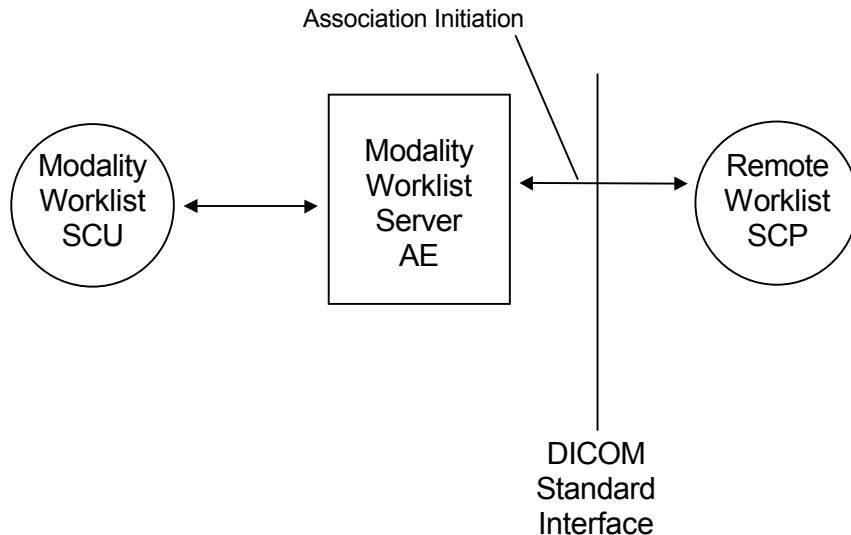 Association Initiation
Modality
Worklist
SCU
Modality
Worklist
Server
AE
Remote
Worklist
SCP
DICOM
Standard
Interface